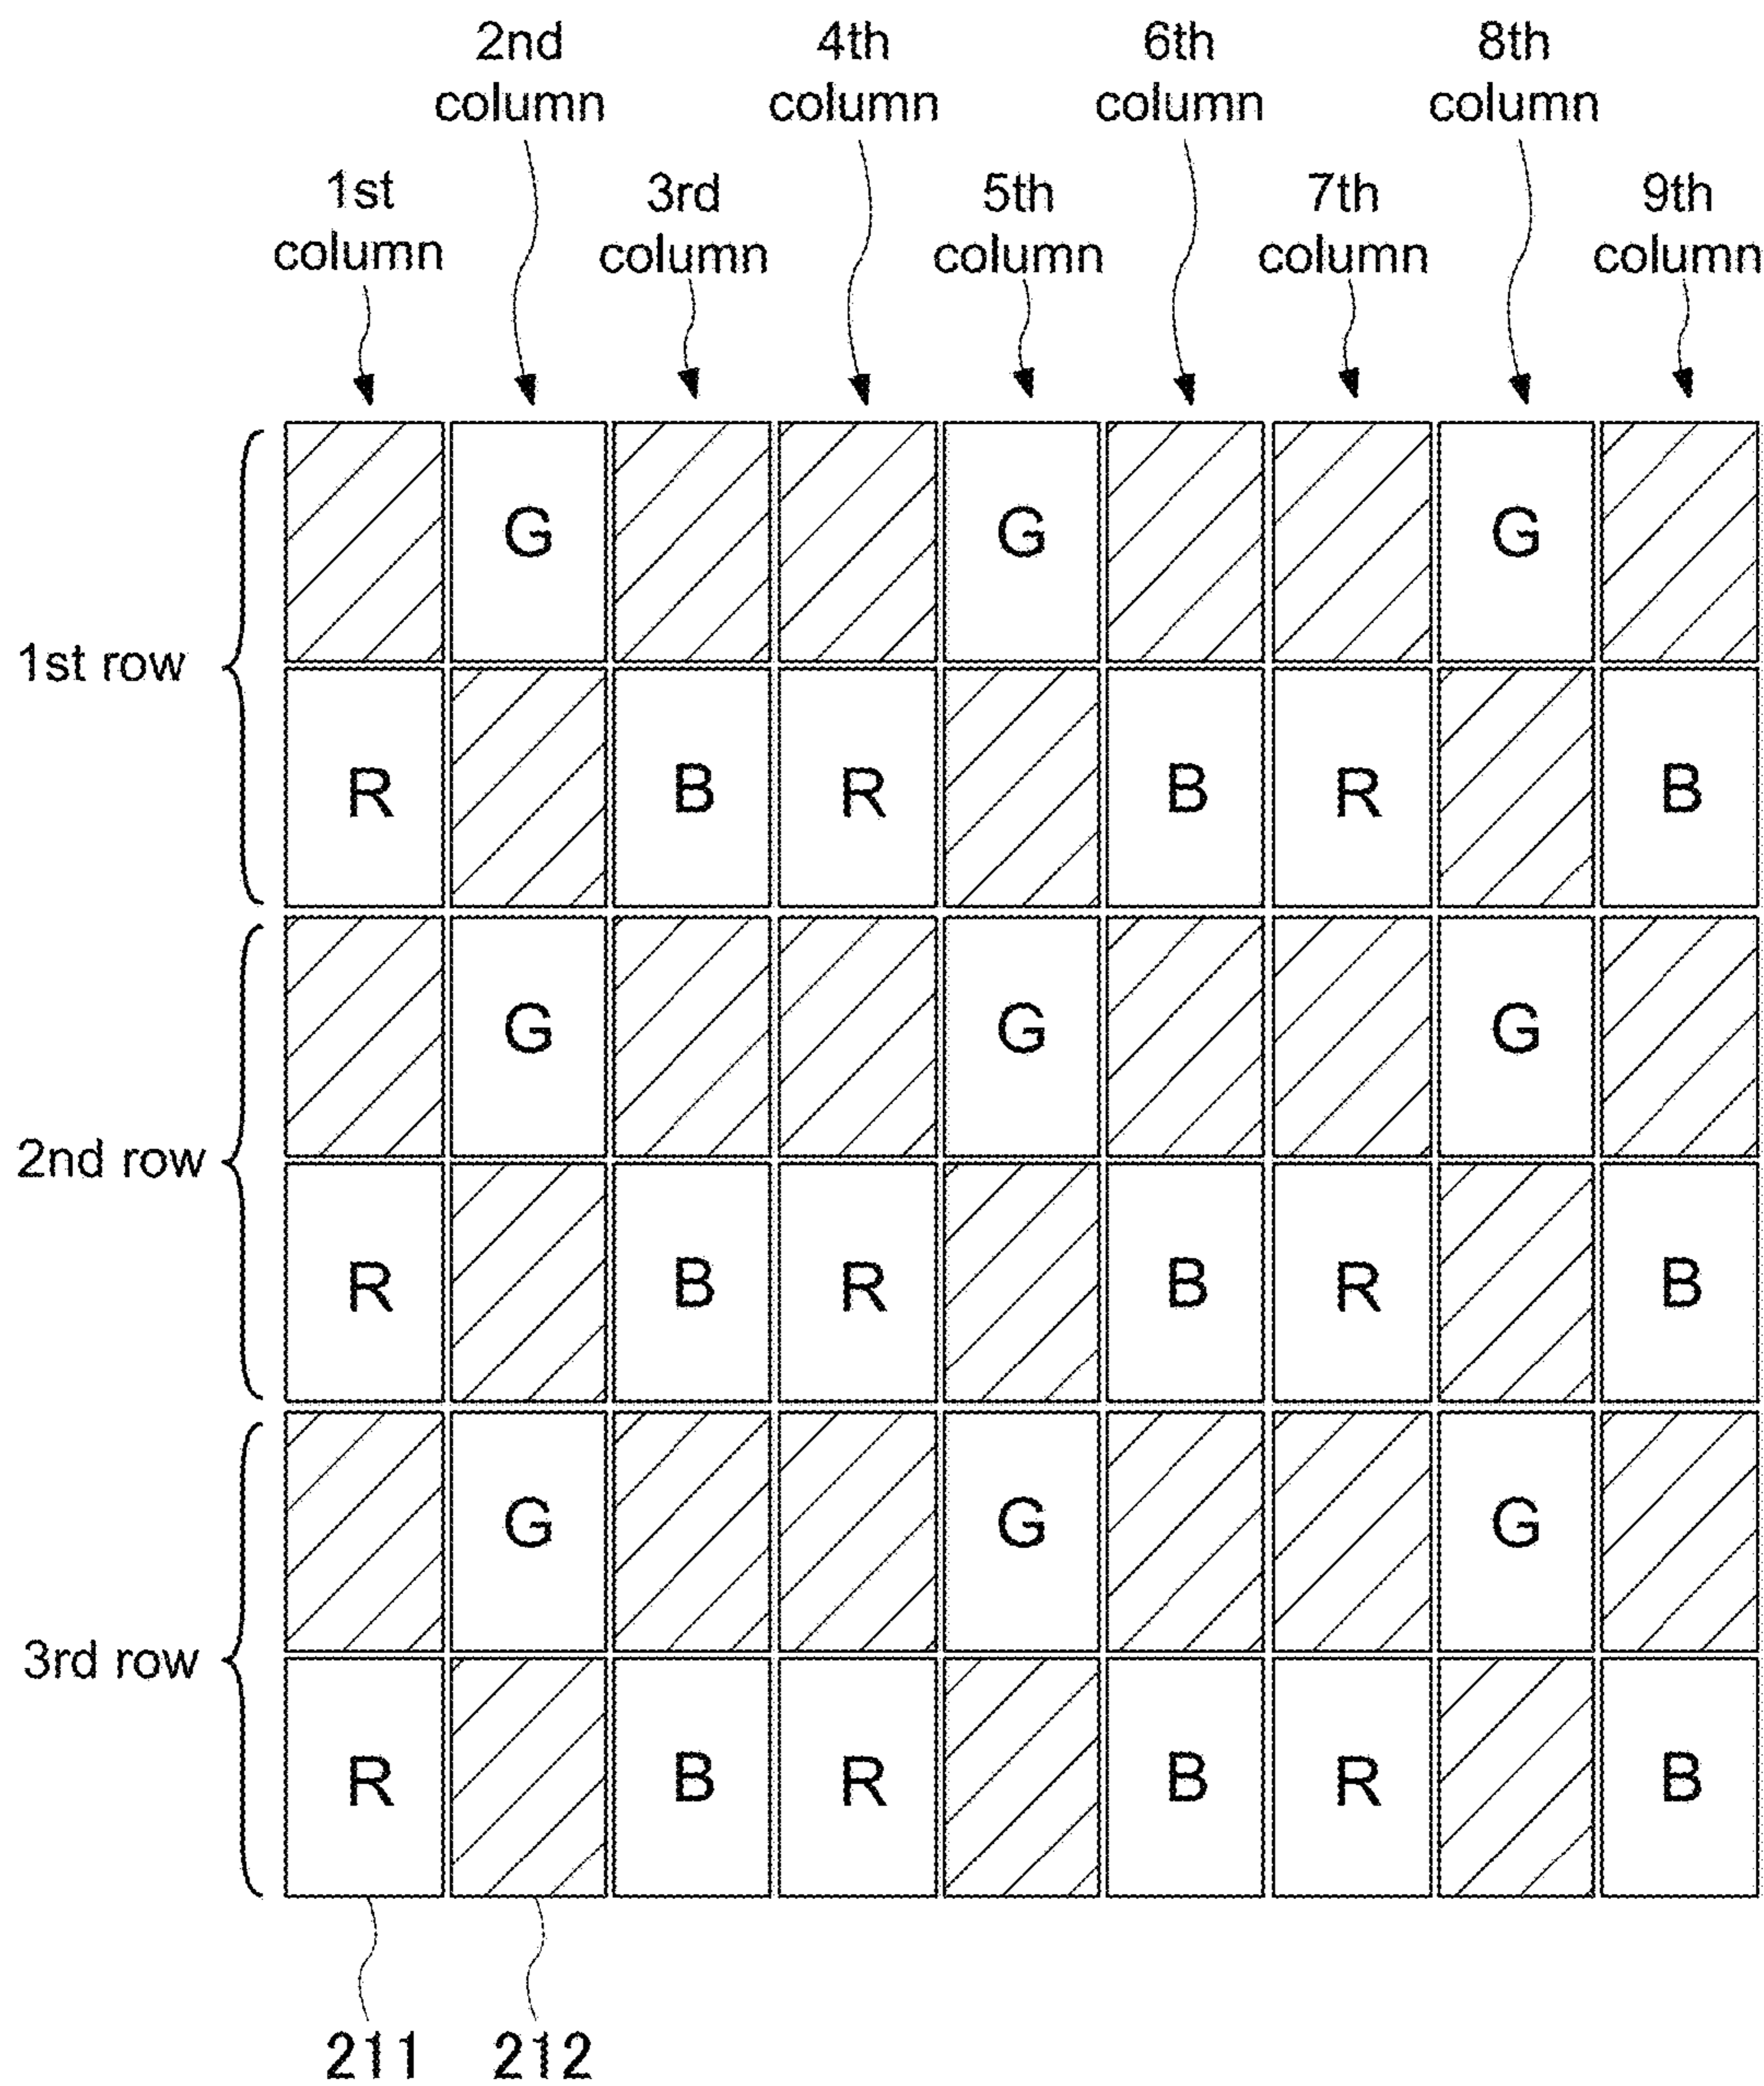 2nd column 4th column 6th column 8th column
1st column 3rd column 5th column 7th column 9th column
G G G
1st row
R B R B R B
G G G
2nd row
R B R B R B
G G G
3rd row
R B R B R B
211 212